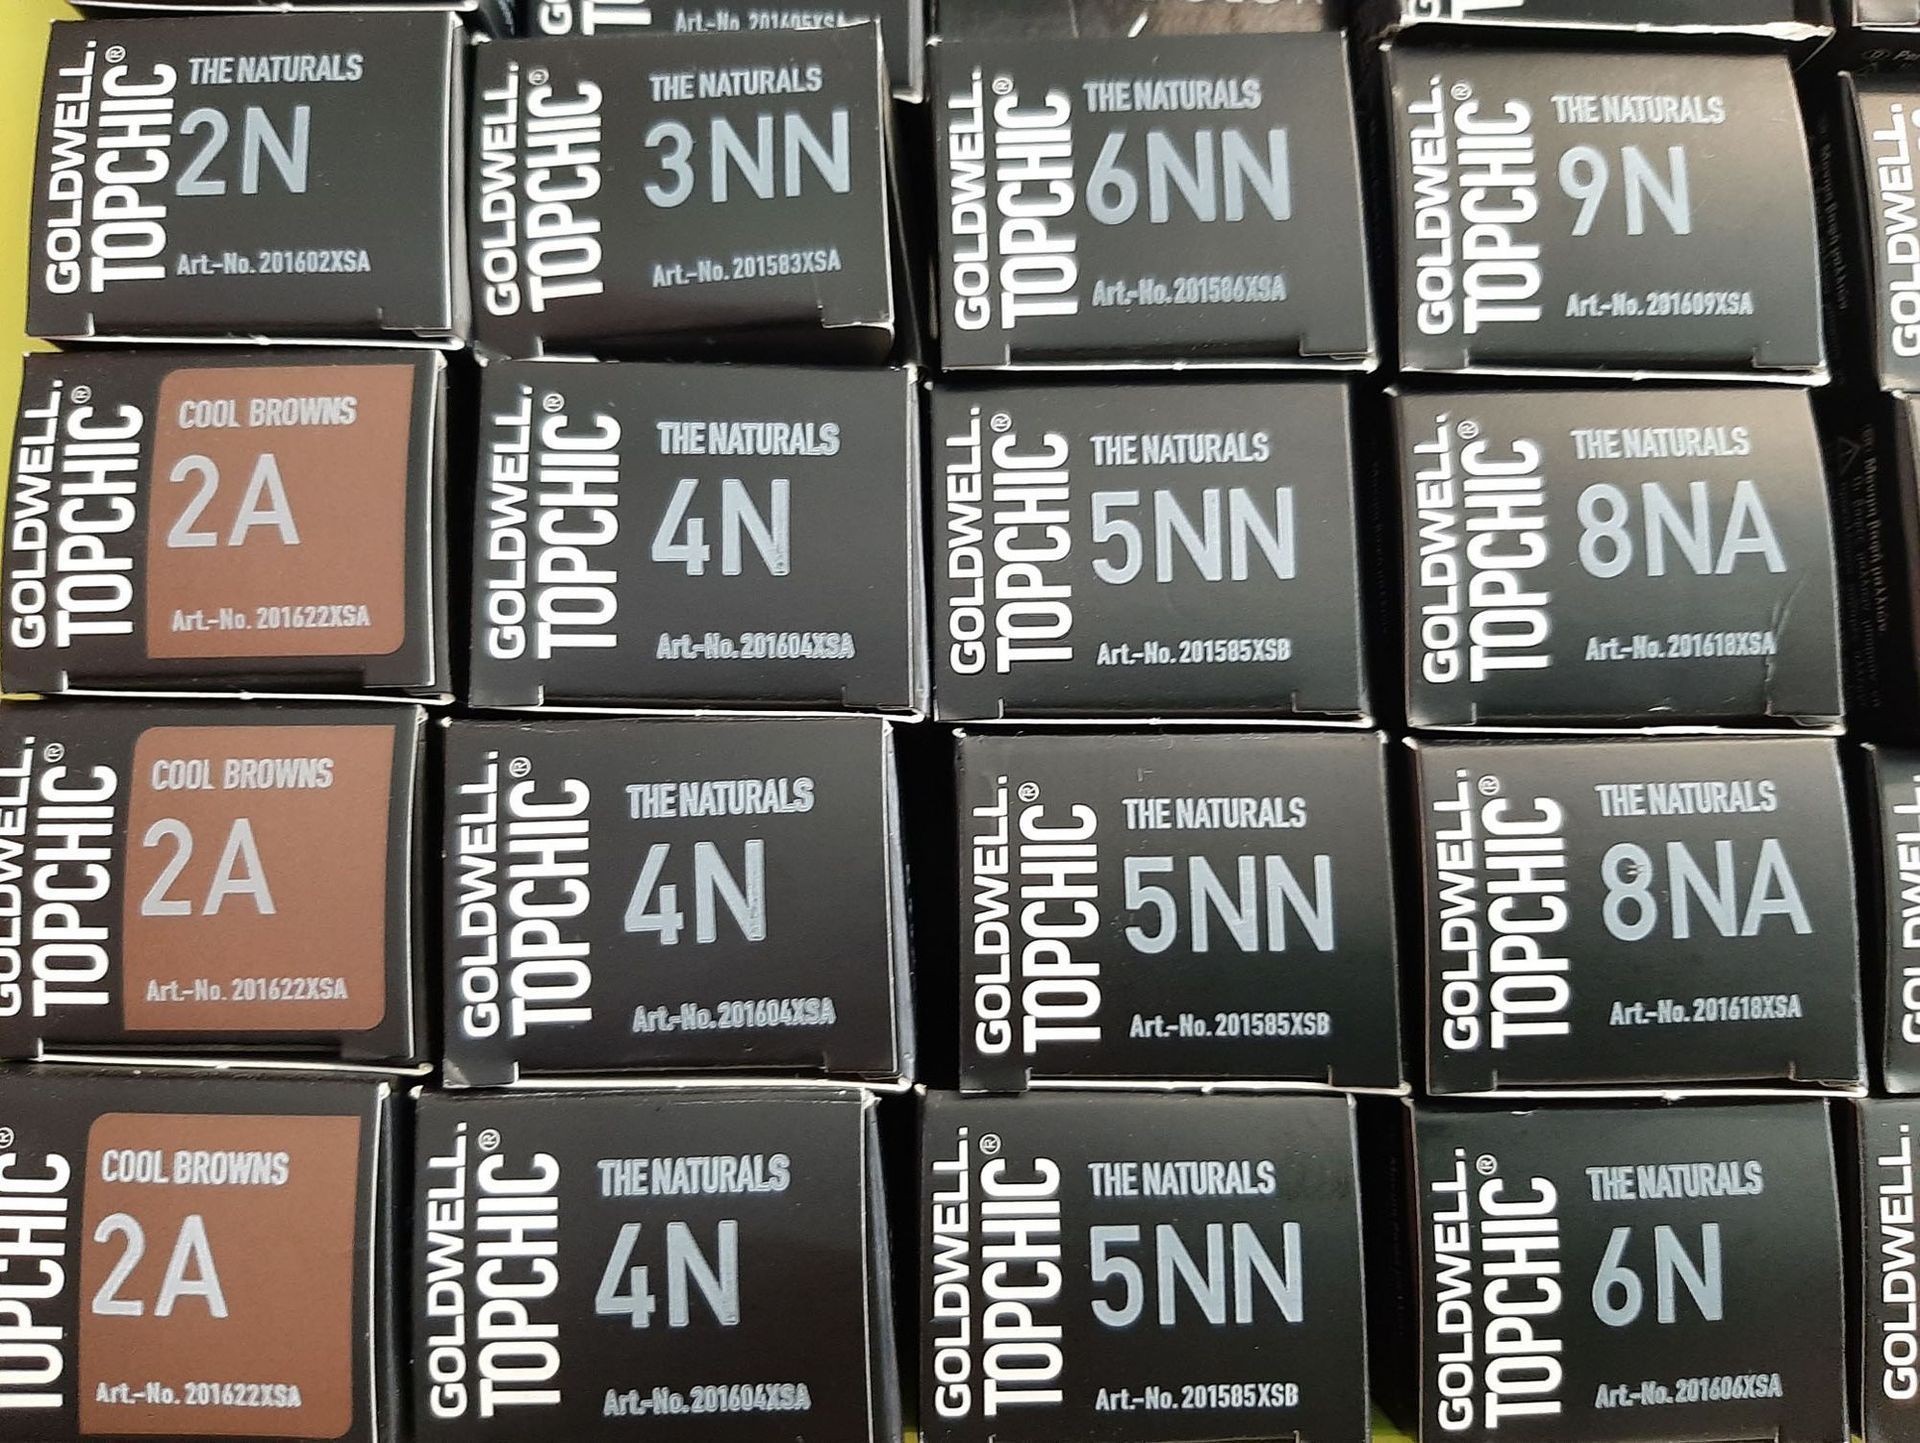 Art.-No. 201605XSA
GOLDWELL.
TOPCHIC®
THE NATURALS
2N
Art.-No. 201602XSA
GOLDWELL.
TOPCHIC®
THE NATURALS
3NN
Art.-No. 201583XSA
GOLDWELL.
TOPCHIC®
THE NATURALS
6NN
Art.-No. 201586XSA
GOLDWELL.
TOPCHIC®
THE NATURALS
9N
Art.-No. 201609XSA
GOLDWELL.
GOLDWELL.
TOPCHIC®
COOL BROWNS
2A
Art.-No. 201622XSA
GOLDWELL.
TOPCHIC®
THE NATURALS
4N
Art.-No. 201604XSA
GOLDWELL.
TOPCHIC®
THE NATURALS
5NN
Art.-No. 201585XSB
GOLDWELL.
TOPCHIC®
THE NATURALS
8NA
Art.-No. 201618XSA
GOLDWELL.
TOPCHIC®
COOL BROWNS
2A
Art.-No. 201622XSA
GOLDWELL.
TOPCHIC®
THE NATURALS
4N
Art.-No. 201604XSA
GOLDWELL.
TOPCHIC®
THE NATURALS
5NN
Art.-No. 201585XSB
GOLDWELL.
TOPCHIC®
THE NATURALS
8NA
Art.-No. 201618XSA
GOLDWELL
TOPCHIC®
COOL BROWNS
2A
Art.-No. 201622XSA
GOLDWELL.
TOPCHIC®
THE NATURALS
4N
Art.-No. 201604XSA
GOLDWELL.
TOPCHIC®
THE NATURALS
5NN
Art.-No. 201585XSB
GOLDWELL.
TOPCHIC®
THE NATURALS
6N
Art.-No. 201606XSA
GOLDWELL.